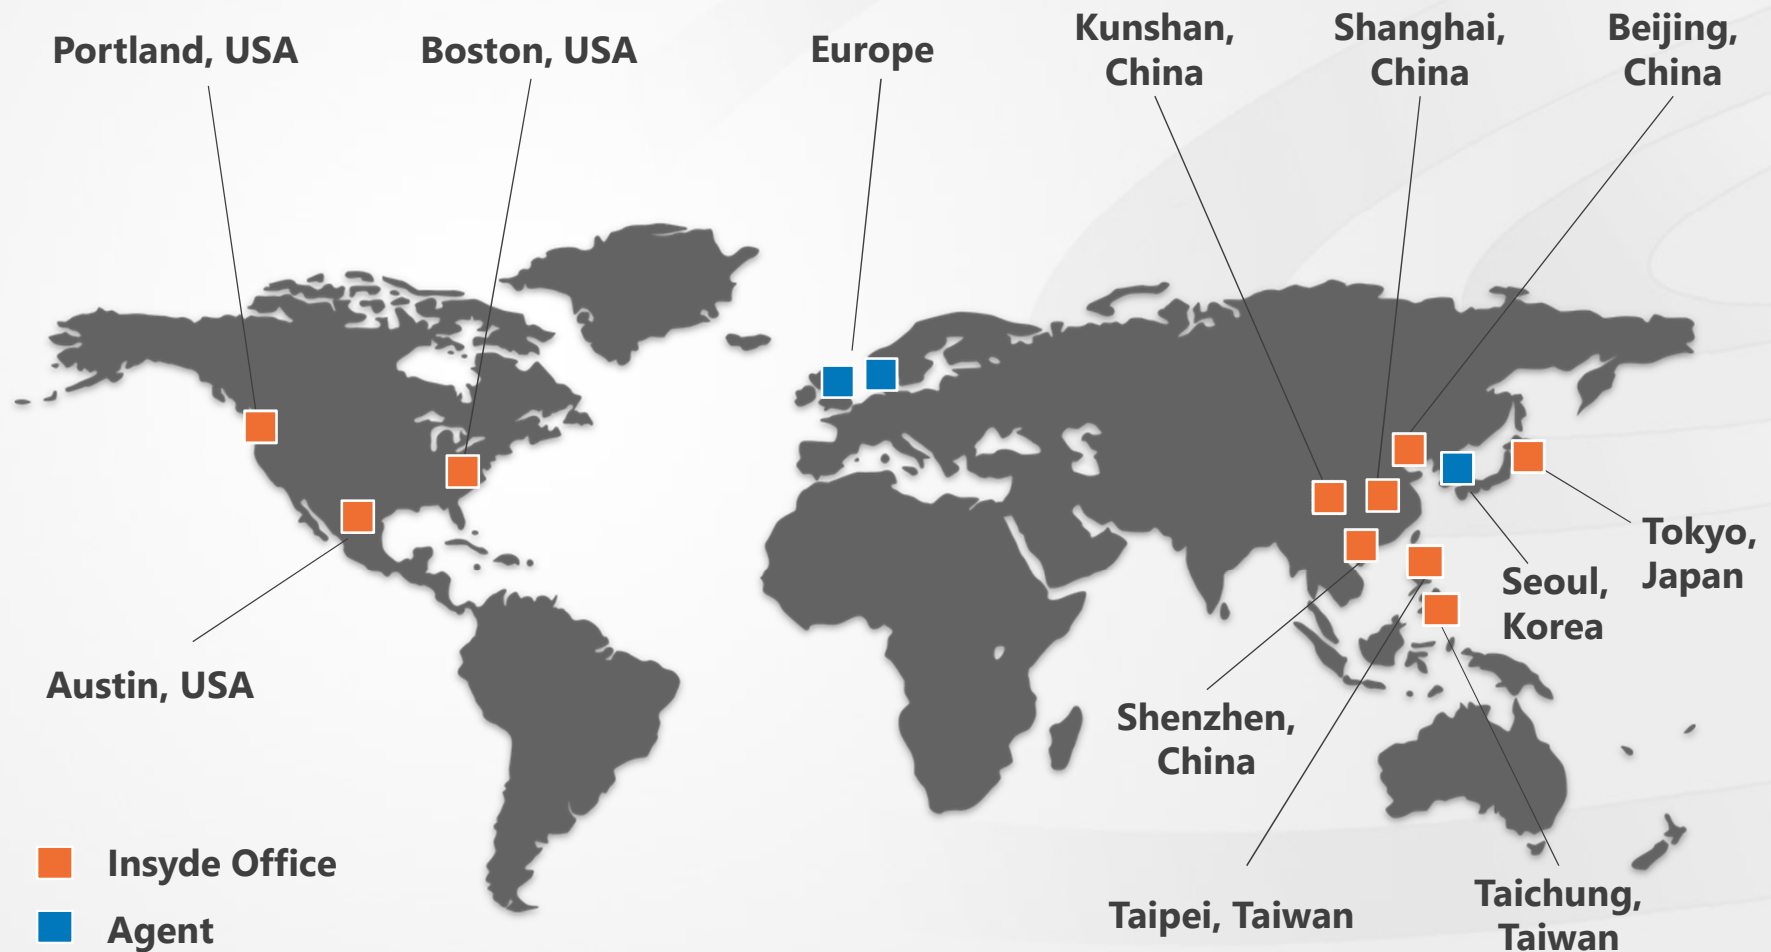 Portland, USA
Boston, USA
Europe
Kunshan,
China
Shanghai,
China
Beijing,
China
Tokyo,
Japan
Seoul,
Korea
Austin, USA
Shenzhen,
China
Taipei, Taiwan
Taichung,
Taiwan
Insyde Office
Agent